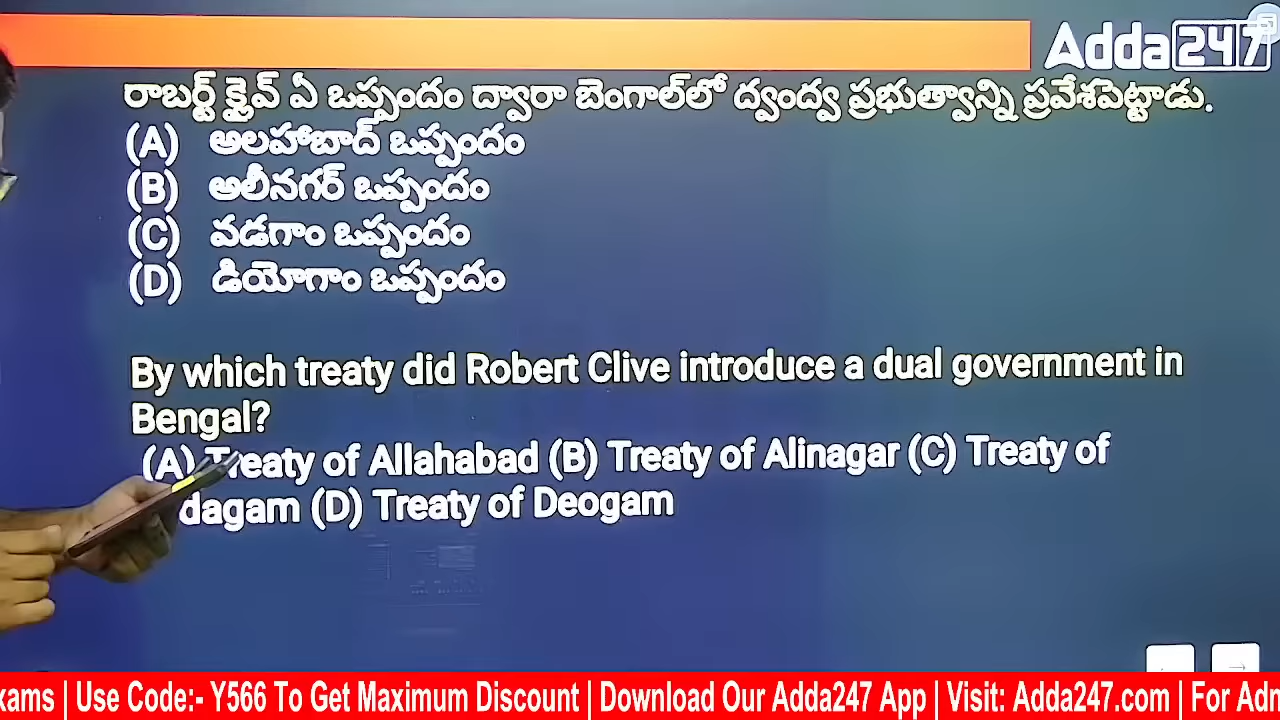 Adda247
రాబర్ట్ క్లైవ్ ఏ ఒప్పందం ద్వారా బెంగాల్‌లో ద్వంద్వ ప్రభుత్వాన్ని ప్రవేశపెట్టాడు.
(A) అలహాబాద్ ఒప్పందం
(B) అలీనగర్ ఒప్పందం
(C) వడగాం ఒప్పందం
(D) డియోగాం ఒప్పందం
By which treaty did Robert Clive introduce a dual government in
Bengal?
(A) Treaty of Allahabad (B) Treaty of Alinagar (C) Treaty of
dagam (D) Treaty of Deogam
xams | Use Code:- Y566 To Get Maximum Discount | Download Our Adda247 App | Visit: Adda247.com | For Adn